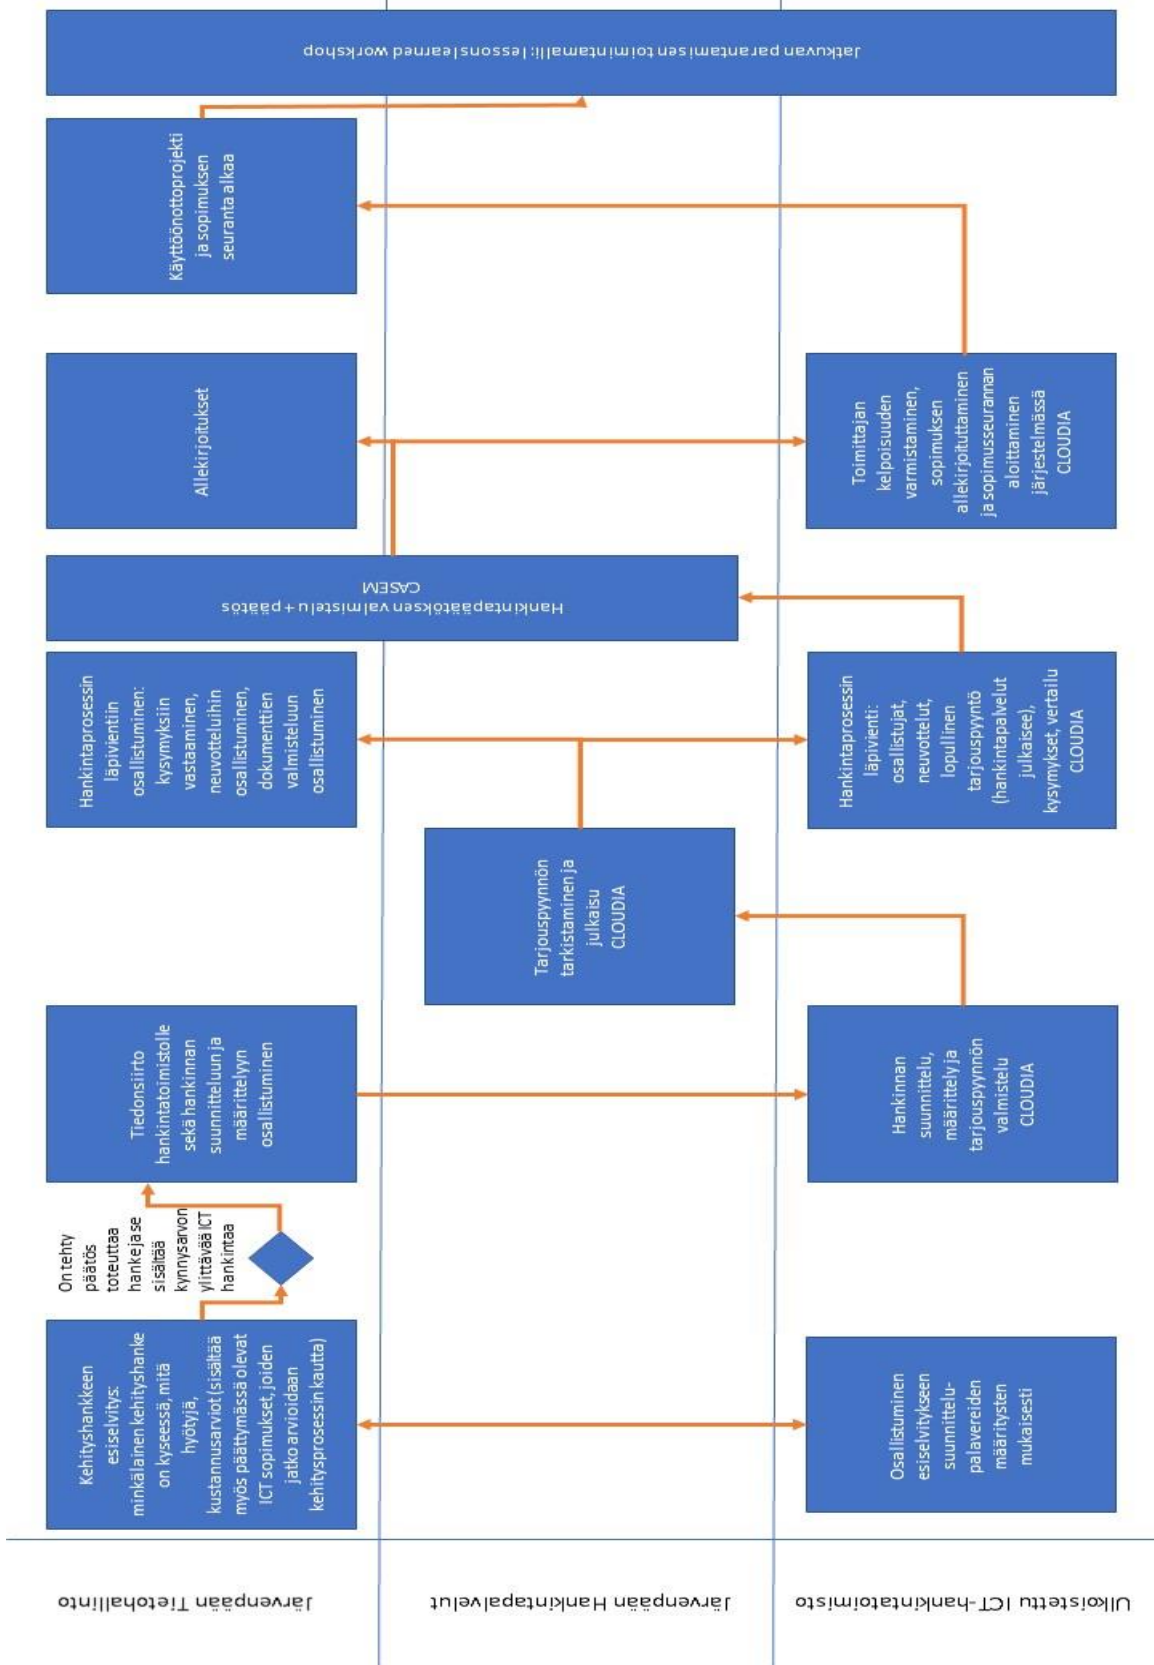 Järvenpään Tietohallinto
Kehityshankkeen
esiselvitys:
minkälainen kehityshanke
on kyseessä, mitä
hyötyjä,
kustannusarviot (sisältää
myös päättymässä olevat
ICT sopimukset, joiden
jatko arvioidaan
kehitysprosessin kautta)
On tehty
päätös
toteuttaa
hanke ja se
sisältää
kynnysarvon
ylittävää ICT
hankintaa
Tiedonsiirto
hankintatoimistolle
sekä hankinnan
suunnitteluun ja
määrittelyyn
osallistuminen
Hankintaprosessin
läpivientiin
osallistuminen:
kysymyksiin
vastaaminen,
neuvotteluihin
osallistuminen,
dokumenttien
valmisteluun
osallistuminen
Hankintapäätöksen valmistelu + päätös
CASEM
Allekirjoitukset
Käyttöönottoprojekti
ja sopimuksen
seuranta alkaa
Jatkuvan parantamisen toimintamalli: lessons learned workshop
Järvenpään Hankintapalvelut
Tarjouspyynnön
tarkistaminen ja
julkaisu
CLOUDIA
Ulkoistettu ICT-hankintatoimisto
Osallistuminen
esiselvitykseen
suunnittelu-
palavereiden
määritysten
mukaisesti
Hankinnan
suunnittelu,
määrittely ja
tarjouspyynnön
valmistelu
CLOUDIA
Hankintaprosessin
läpivienti:
osallistujat,
neuvottelut,
lopullinen
tarjouspyyntö
(hankintapalvelut
julkaisee),
kysymykset, vertailu
CLOUDIA
Toimittajan
kelpoisuuden
varmistaminen,
sopimuksen
allekirjoituttaminen
ja sopimusseurannan
aloittaminen
järjestelmässä
CLOUDIA